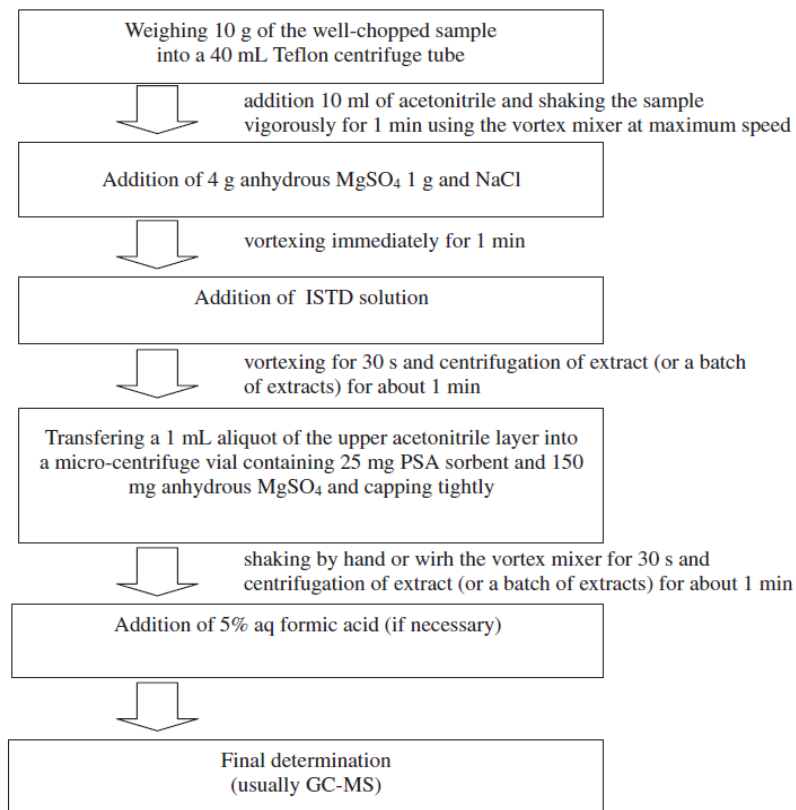 Weighing 10 g of the well-chopped sample
into a 40 mL Teflon centrifuge tube
addition 10 ml of acetonitrile and shaking the sample
vigorously for 1 min using the vortex mixer at maximum speed
Addition of 4 g anhydrous MgSO₄ 1 g and NaCl
vortexing immediately for 1 min
Addition of ISTD solution
vortexing for 30 s and centrifugation of extract (or a batch
of extracts) for about 1 min
Transfering a 1 mL aliquot of the upper acetonitrile layer into
a micro-centrifuge vial containing 25 mg PSA sorbent and 150
mg anhydrous MgSO₄ and capping tightly
shaking by hand or wirh the vortex mixer for 30 s and
centrifugation of extract (or a batch of extracts) for about 1 min
Addition of 5% aq formic acid (if necessary)
Final determination
(usually GC-MS)